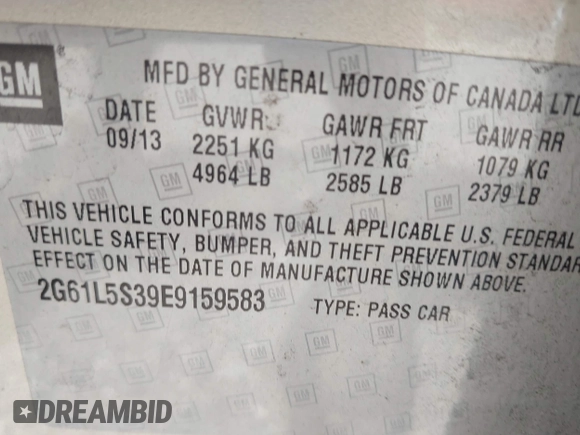 GM
MFD BY GENERAL MOTORS OF CANADA LTD
DATE GVWR GAWR FRT GAWR RR
09/13 2251 KG 1172 KG 1079 KG
4964 LB 2585 LB 2379 LB
THIS VEHICLE CONFORMS TO ALL APPLICABLE U.S. FEDERAL
VEHICLE SAFETY, BUMPER, AND THEFT PREVENTION STANDAR
EFFECT ON THE DATE OF MANUFACTURE SHOWN ABOVE.
2G61L5S39E9159583 TYPE: PASS CAR
DREAMBID